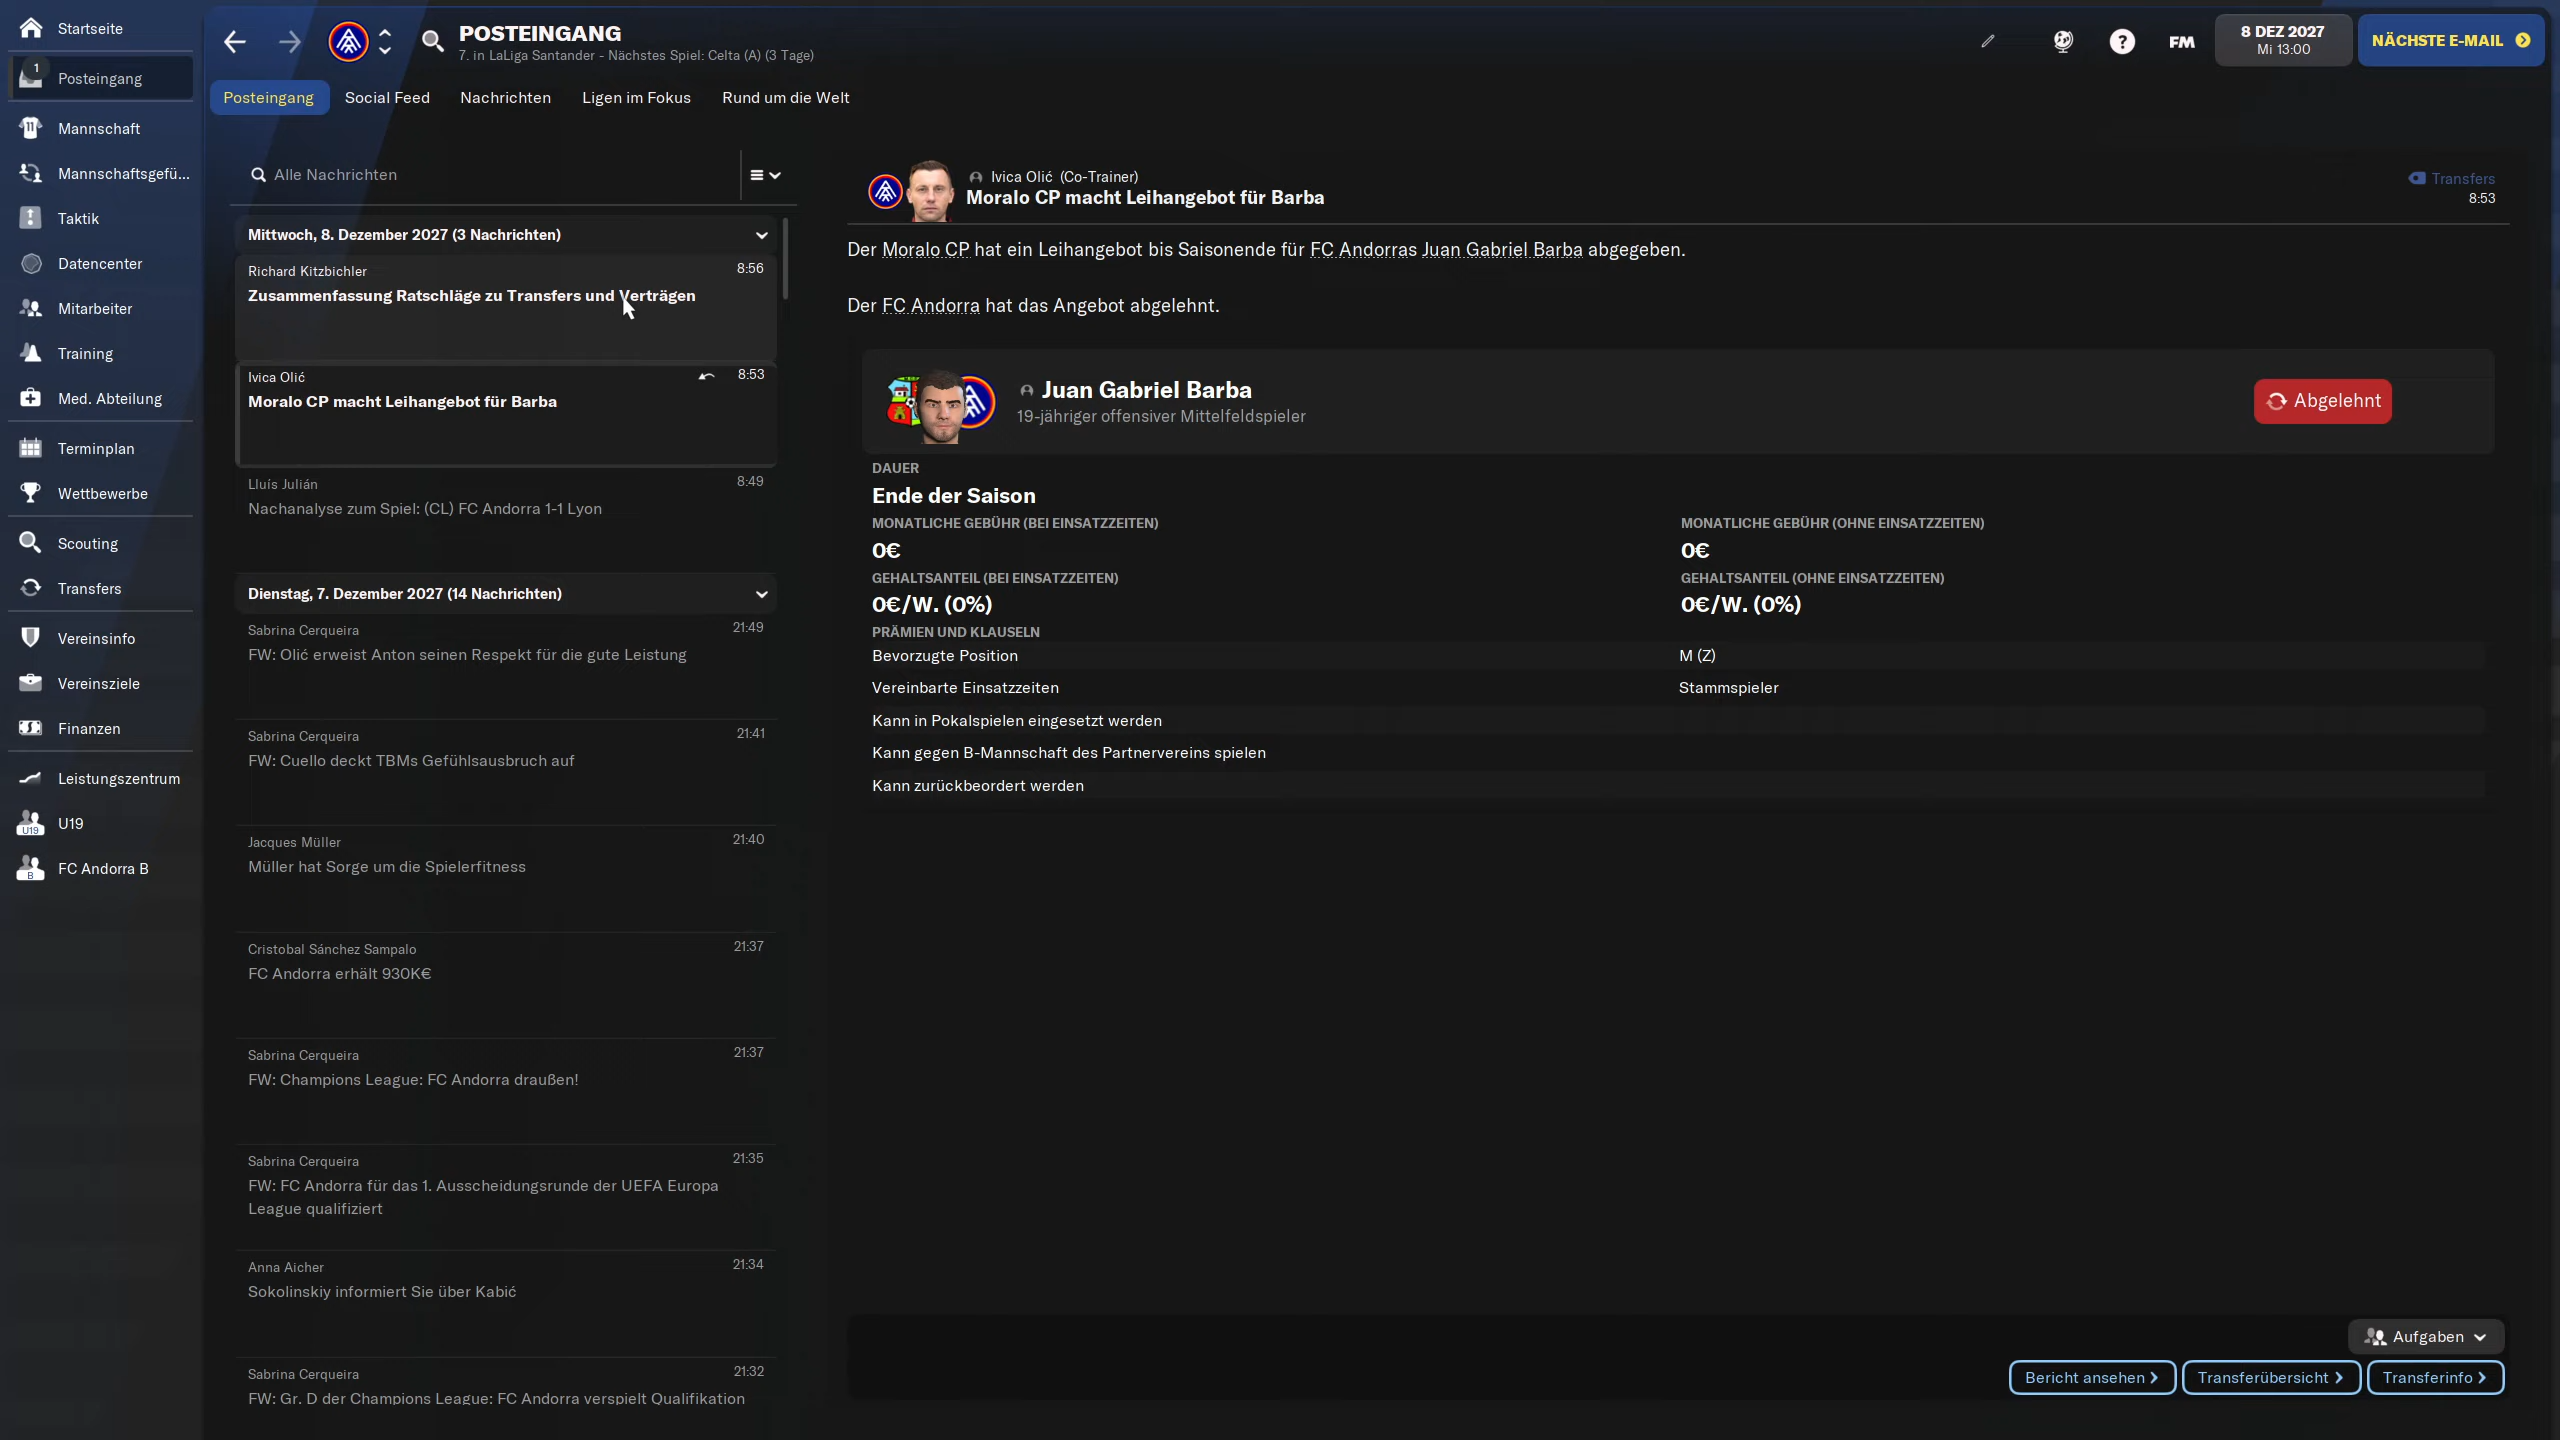 Startseite
1
Posteingang
Mannschaft
Mannschaftsgefü...
Taktik
Datencenter
Mitarbeiter
Training
Med. Abteilung
Terminplan
Wettbewerbe
Scouting
Transfers
Vereinsinfo
Vereinsziele
Finanzen
Leistungszentrum
U19
U19
B
FC Andorra B
POSTEINGANG
7. in LaLiga Santander - Nächstes Spiel: Celta (A) (3 Tage)
FM
8 DEZ 2027
Mi 13:00
NÄCHSTE E-MAIL
Posteingang
Social Feed
Nachrichten
Ligen im Fokus
Rund um die Welt
Alle Nachrichten
Mittwoch, 8. Dezember 2027 (3 Nachrichten)
Richard Kitzbichler 8:56
Zusammenfassung Ratschläge zu Transfers und Verträgen
Ivica Olić 8:53
Moralo CP macht Leihangebot für Barba
Lluís Julián 8:49
Nachanalyse zum Spiel: (CL) FC Andorra 1-1 Lyon
Dienstag, 7. Dezember 2027 (14 Nachrichten)
Sabrina Cerqueira 21:49
FW: Olić erweist Anton seinen Respekt für die gute Leistung
Sabrina Cerqueira 21:41
FW: Cuello deckt TBMs Gefühlsausbruch auf
Jacques Müller 21:40
Müller hat Sorge um die Spielerfitness
Cristobal Sánchez Sampalo 21:37
FC Andorra erhält 930K€
Sabrina Cerqueira 21:37
FW: Champions League: FC Andorra draußen!
Sabrina Cerqueira 21:35
FW: FC Andorra für das 1. Ausscheidungsrunde der UEFA Europa
League qualifiziert
Anna Aicher 21:34
Sokolinskiy informiert Sie über Kabić
Sabrina Cerqueira 21:32
FW: Gr. D der Champions League: FC Andorra verspielt Qualifikation
Ivica Olić (Co-Trainer)
Moralo CP macht Leihangebot für Barba
Transfers
8:53
Der Moralo CP hat ein Leihangebot bis Saisonende für FC Andorras Juan Gabriel Barba abgegeben.
Der FC Andorra hat das Angebot abgelehnt.
Juan Gabriel Barba
19-jähriger offensiver Mittelfeldspieler
Abgelehnt
DAUER
Ende der Saison
MONATLICHE GEBÜHR (BEI EINSATZZEITEN) MONATLICHE GEBÜHR (OHNE EINSATZZEITEN)
0€ 0€
GEHALTSANTEIL (BEI EINSATZZEITEN) GEHALTSANTEIL (OHNE EINSATZZEITEN)
0€/W. (0%) 0€/W. (0%)
PRÄMIEN UND KLAUSELN
Bevorzugte Position M (Z)
Vereinbarte Einsatzzeiten Stammspieler
Kann in Pokalspielen eingesetzt werden
Kann gegen B-Mannschaft des Partnervereins spielen
Kann zurückbeordert werden
Aufgaben
Bericht ansehen
Transferübersicht
Transferinfo